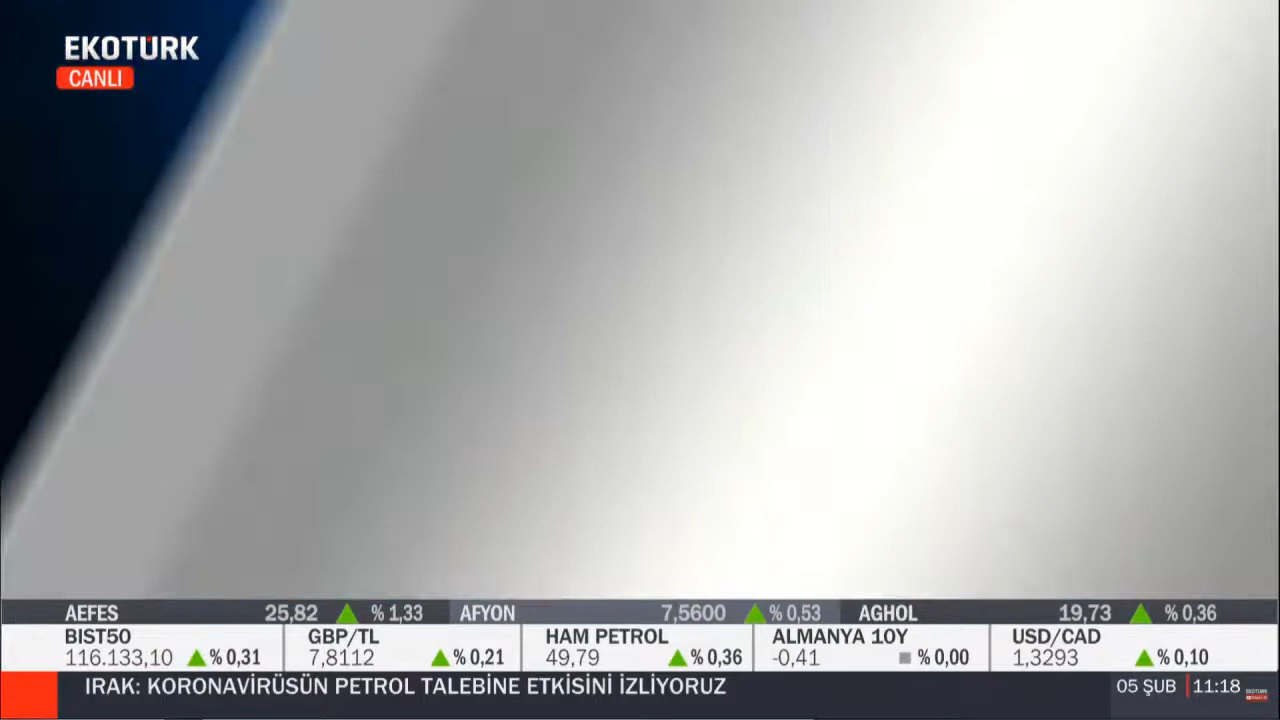 EKOTÜRK
CANLI
AEFES 25,82 % 1,33 AFYON 7,5600 % 0,53 AGHOL 19,73 % 0,36
BIST50 GBP/TL HAM PETROL ALMANYA 10Y USD/CAD
116.133,10 % 0,31 7,8112 % 0,21 49,79 % 0,36 -0,41 % 0,00 1,3293 % 0,10
IRAK: KORONAVİRÜSÜN PETROL TALEBİNE ETKİSİNİ İZLİYORUZ 05 ŞUB 11:18
EKOTÜRK